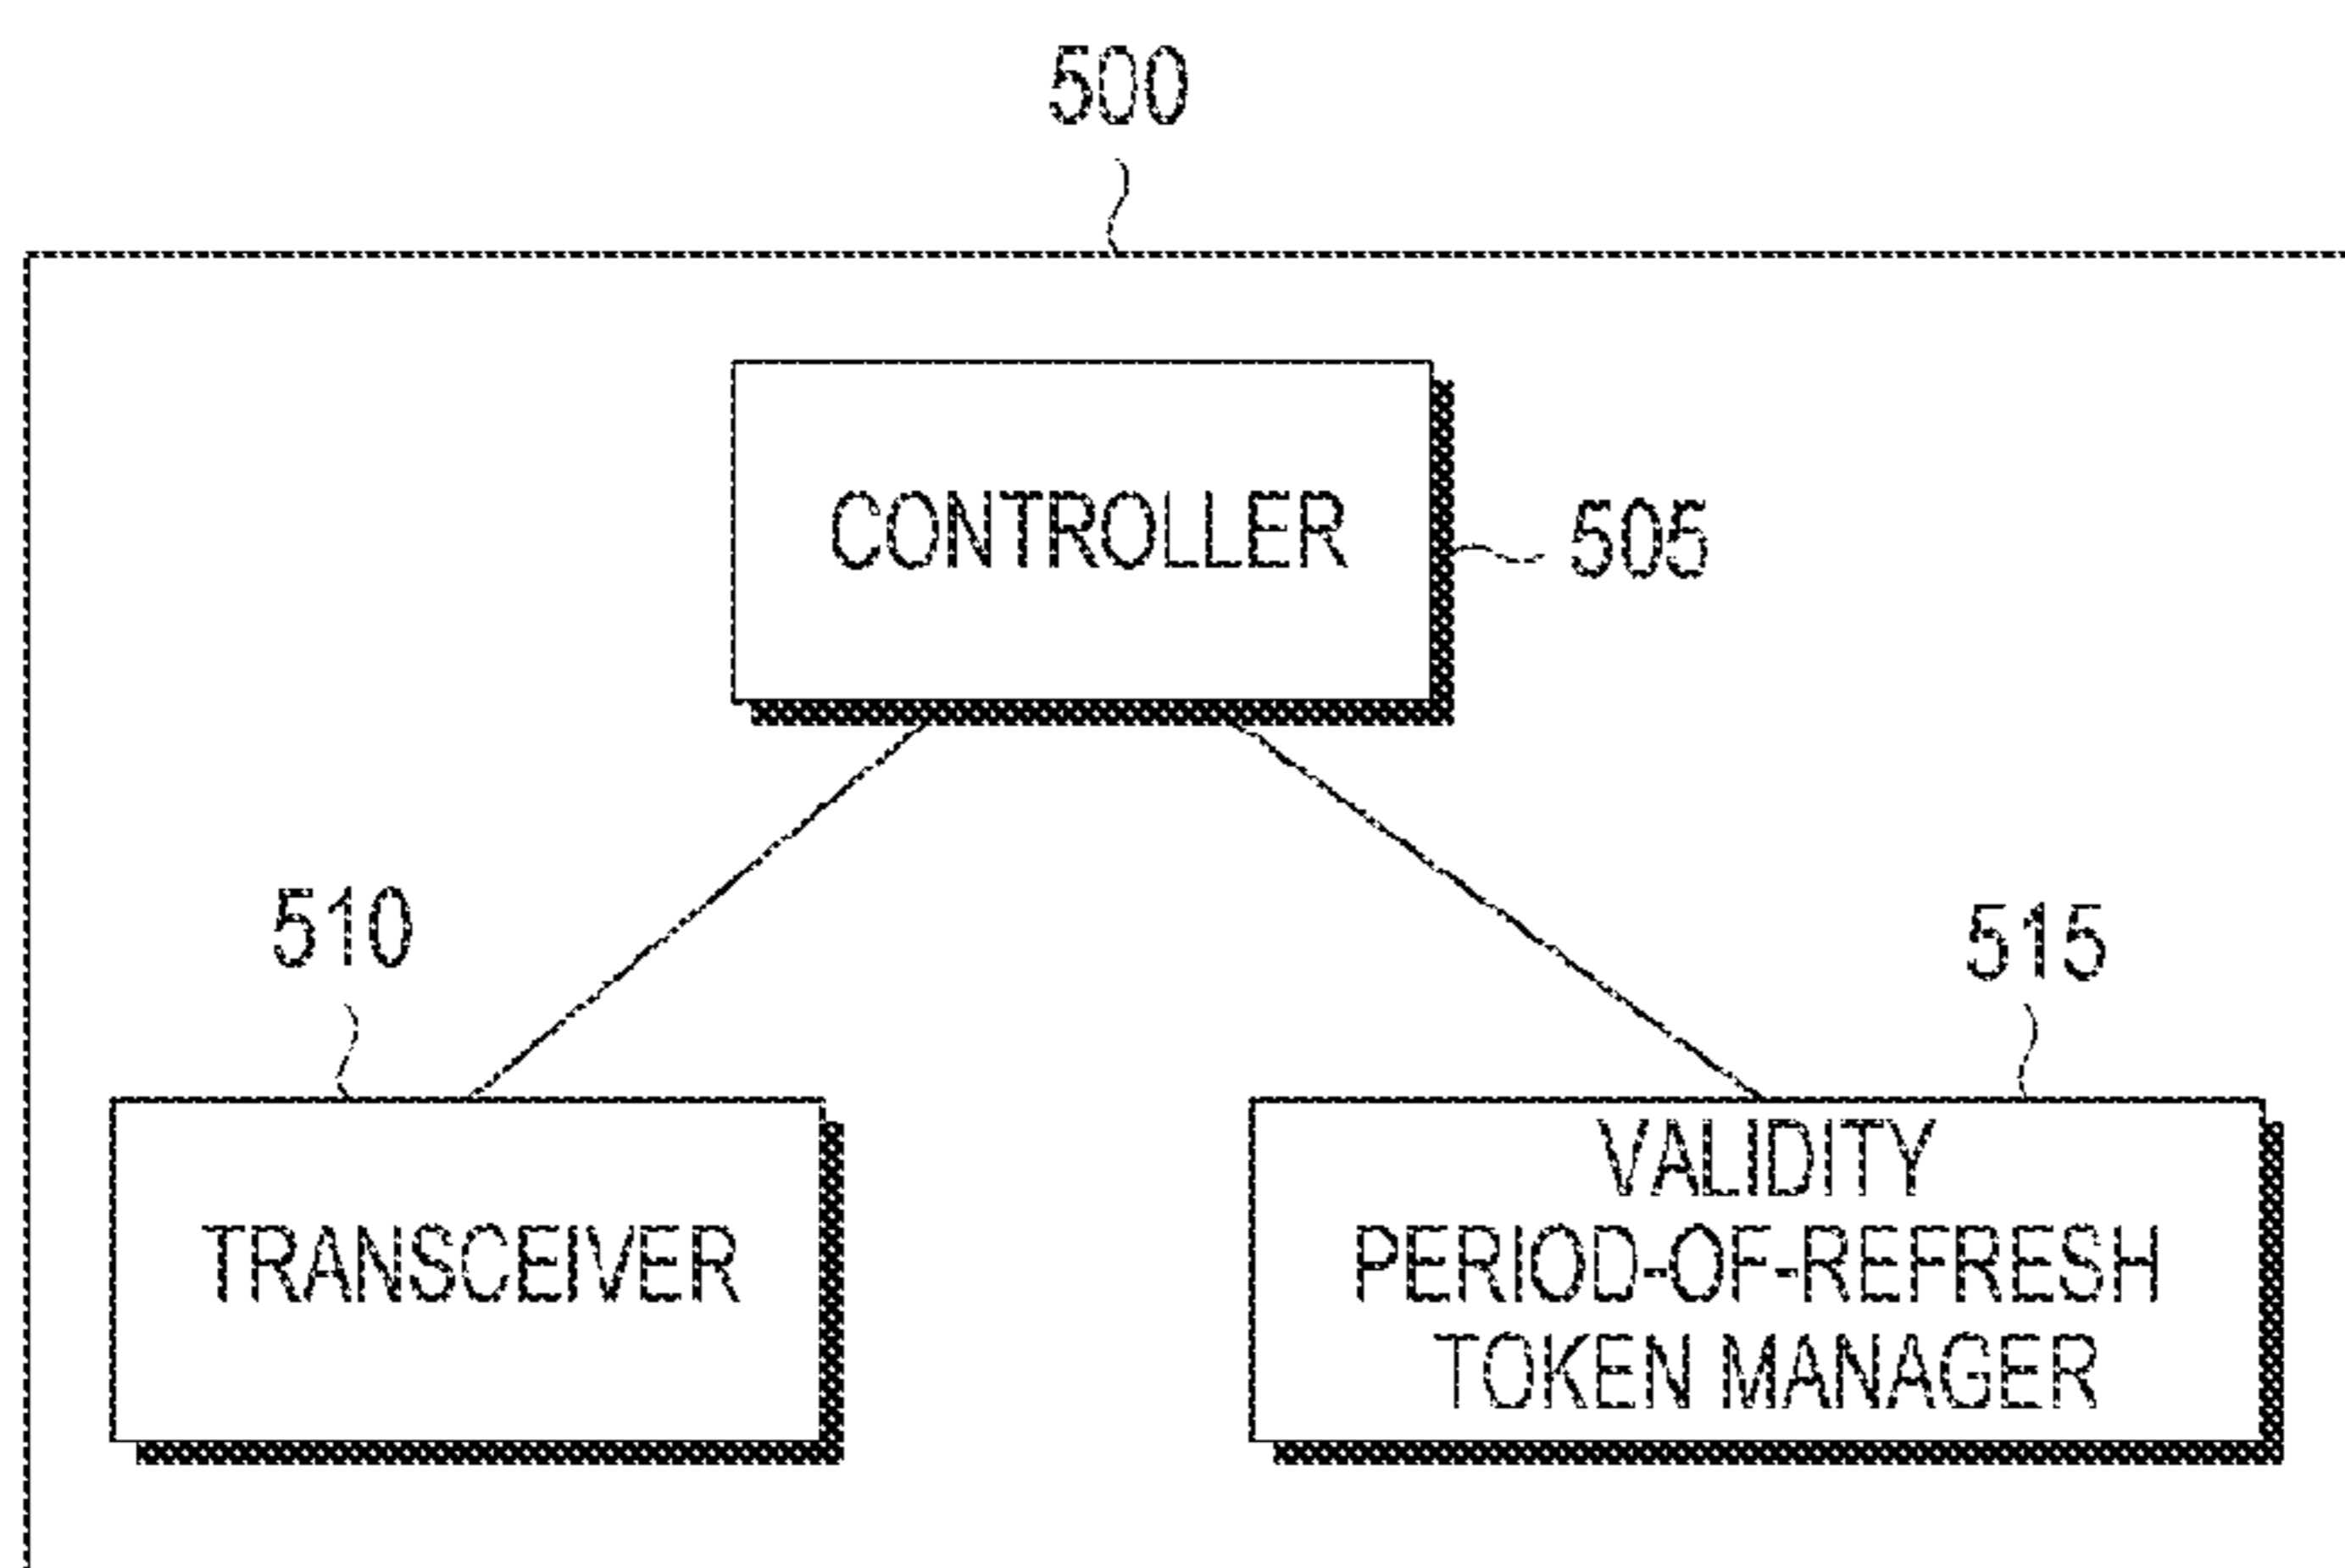 500
CONTROLLER
505
510
515
TRANSCEIVER
VALIDITY
PERIOD-OF-REFRESH
TOKEN MANAGER